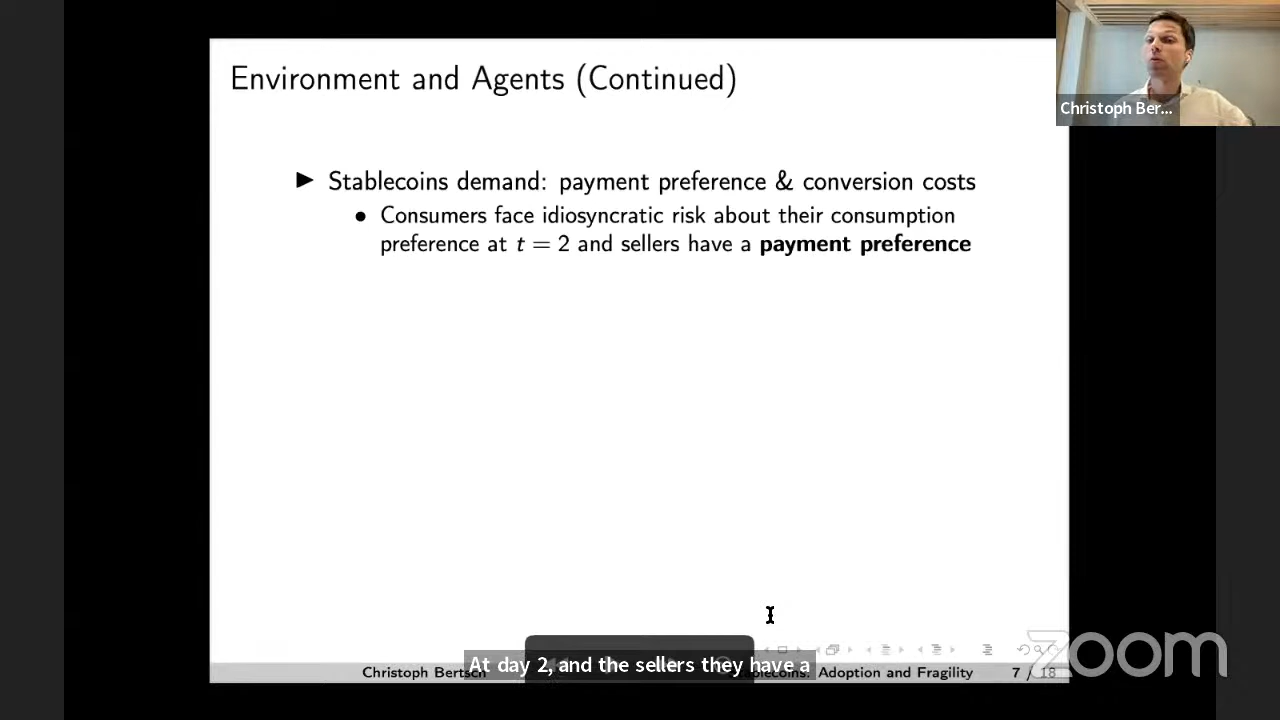 Environment and Agents (Continued)
Christoph Ber...
▶ Stablecoins demand: payment preference & conversion costs
• Consumers face idiosyncratic risk about their consumption
preference at t = 2 and sellers have a payment preference
At day 2, and the sellers they have a
Christoph Bertsch
Stablecoins: Adoption and Fragility
7 / 18
zoom